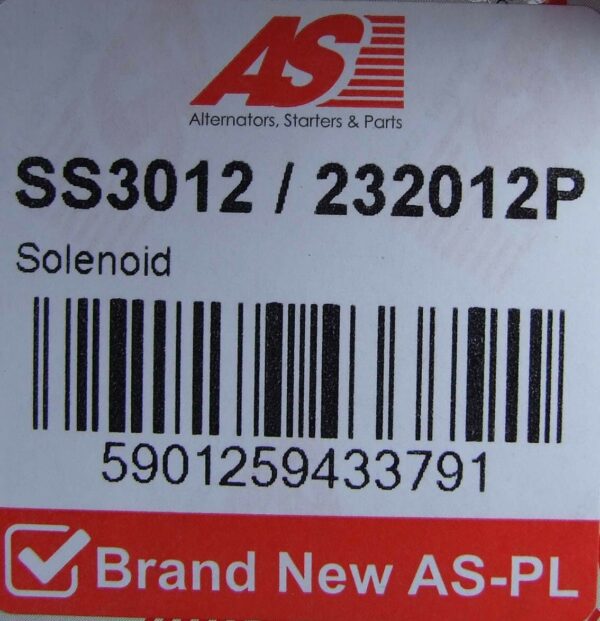 AS
Alternators, Starters & Parts
SS3012 / 232012P
Solenoid
5901259433791
Brand New AS-PL